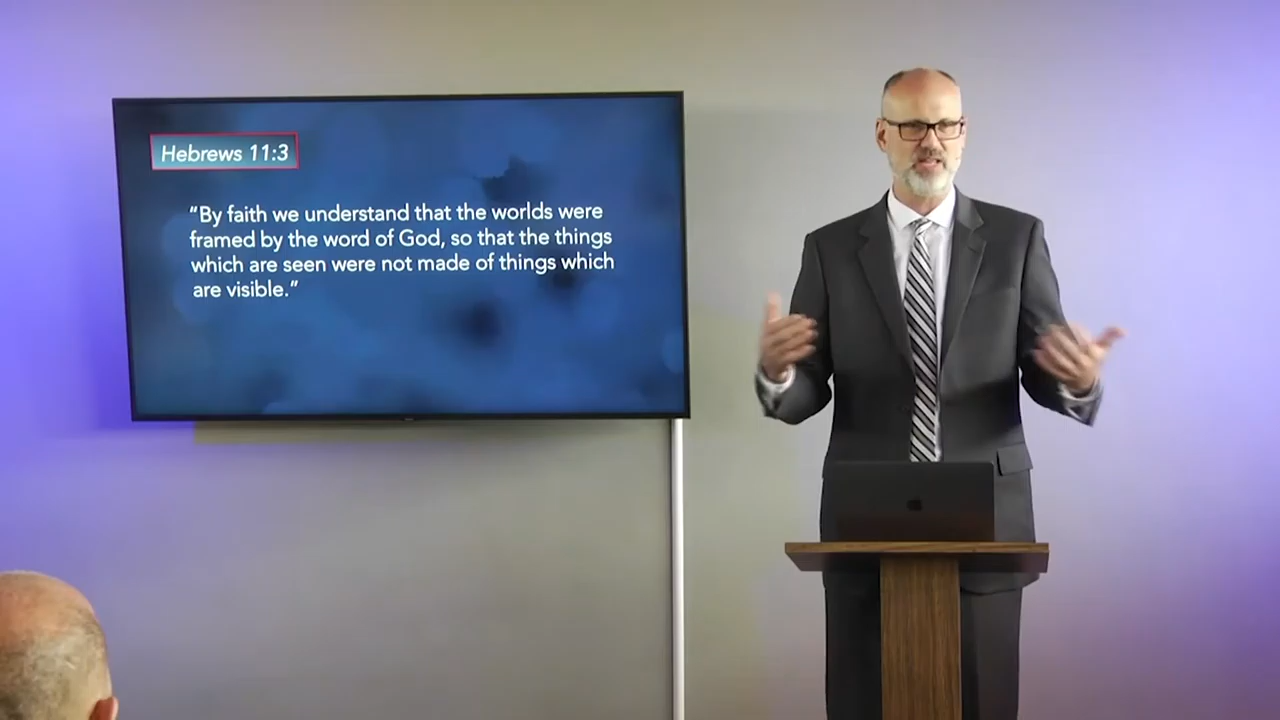 Hebrews 11:3
“By faith we understand that the worlds were
framed by the word of God, so that the things
which are seen were not made of things which
are visible.”